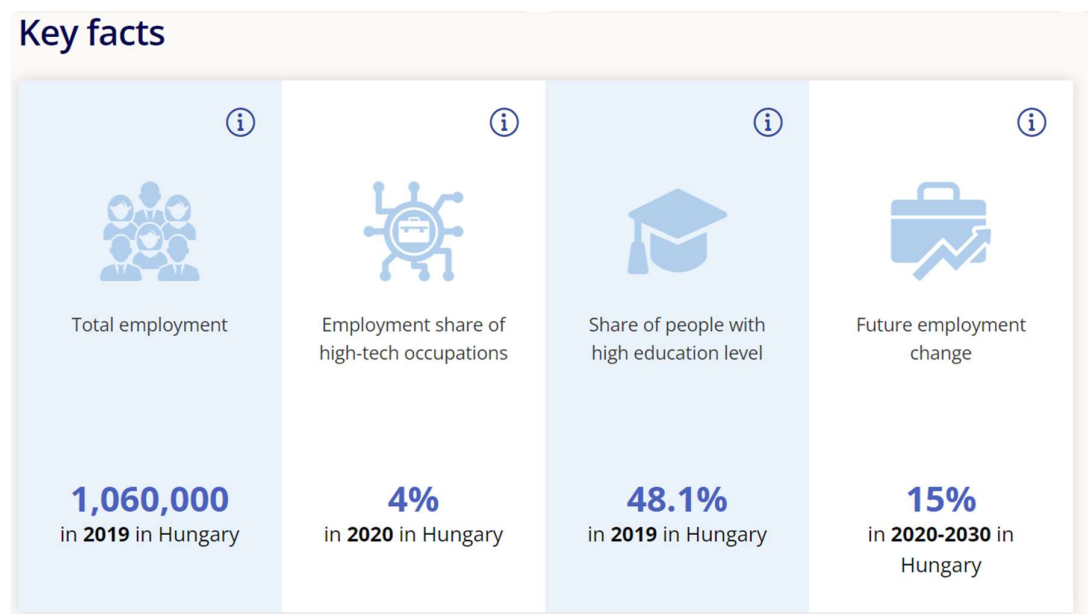 Key facts
Total employment
1,060,000
in 2019 in Hungary
Employment share of
high-tech occupations
4%
in 2020 in Hungary
Share of people with
high education level
48.1%
in 2019 in Hungary
Future employment
change
15%
in 2020-2030 in
Hungary